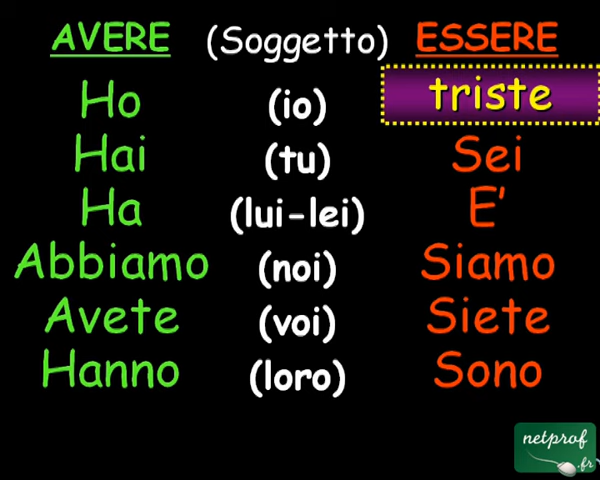 AVERE (Soggetto) ESSERE
Ho (io) triste
Hai (tu) Sei
Ha (lui-lei) E'
Abbiamo (noi) Siamo
Avete (voi) Siete
Hanno (loro) Sono
netprof
.fr